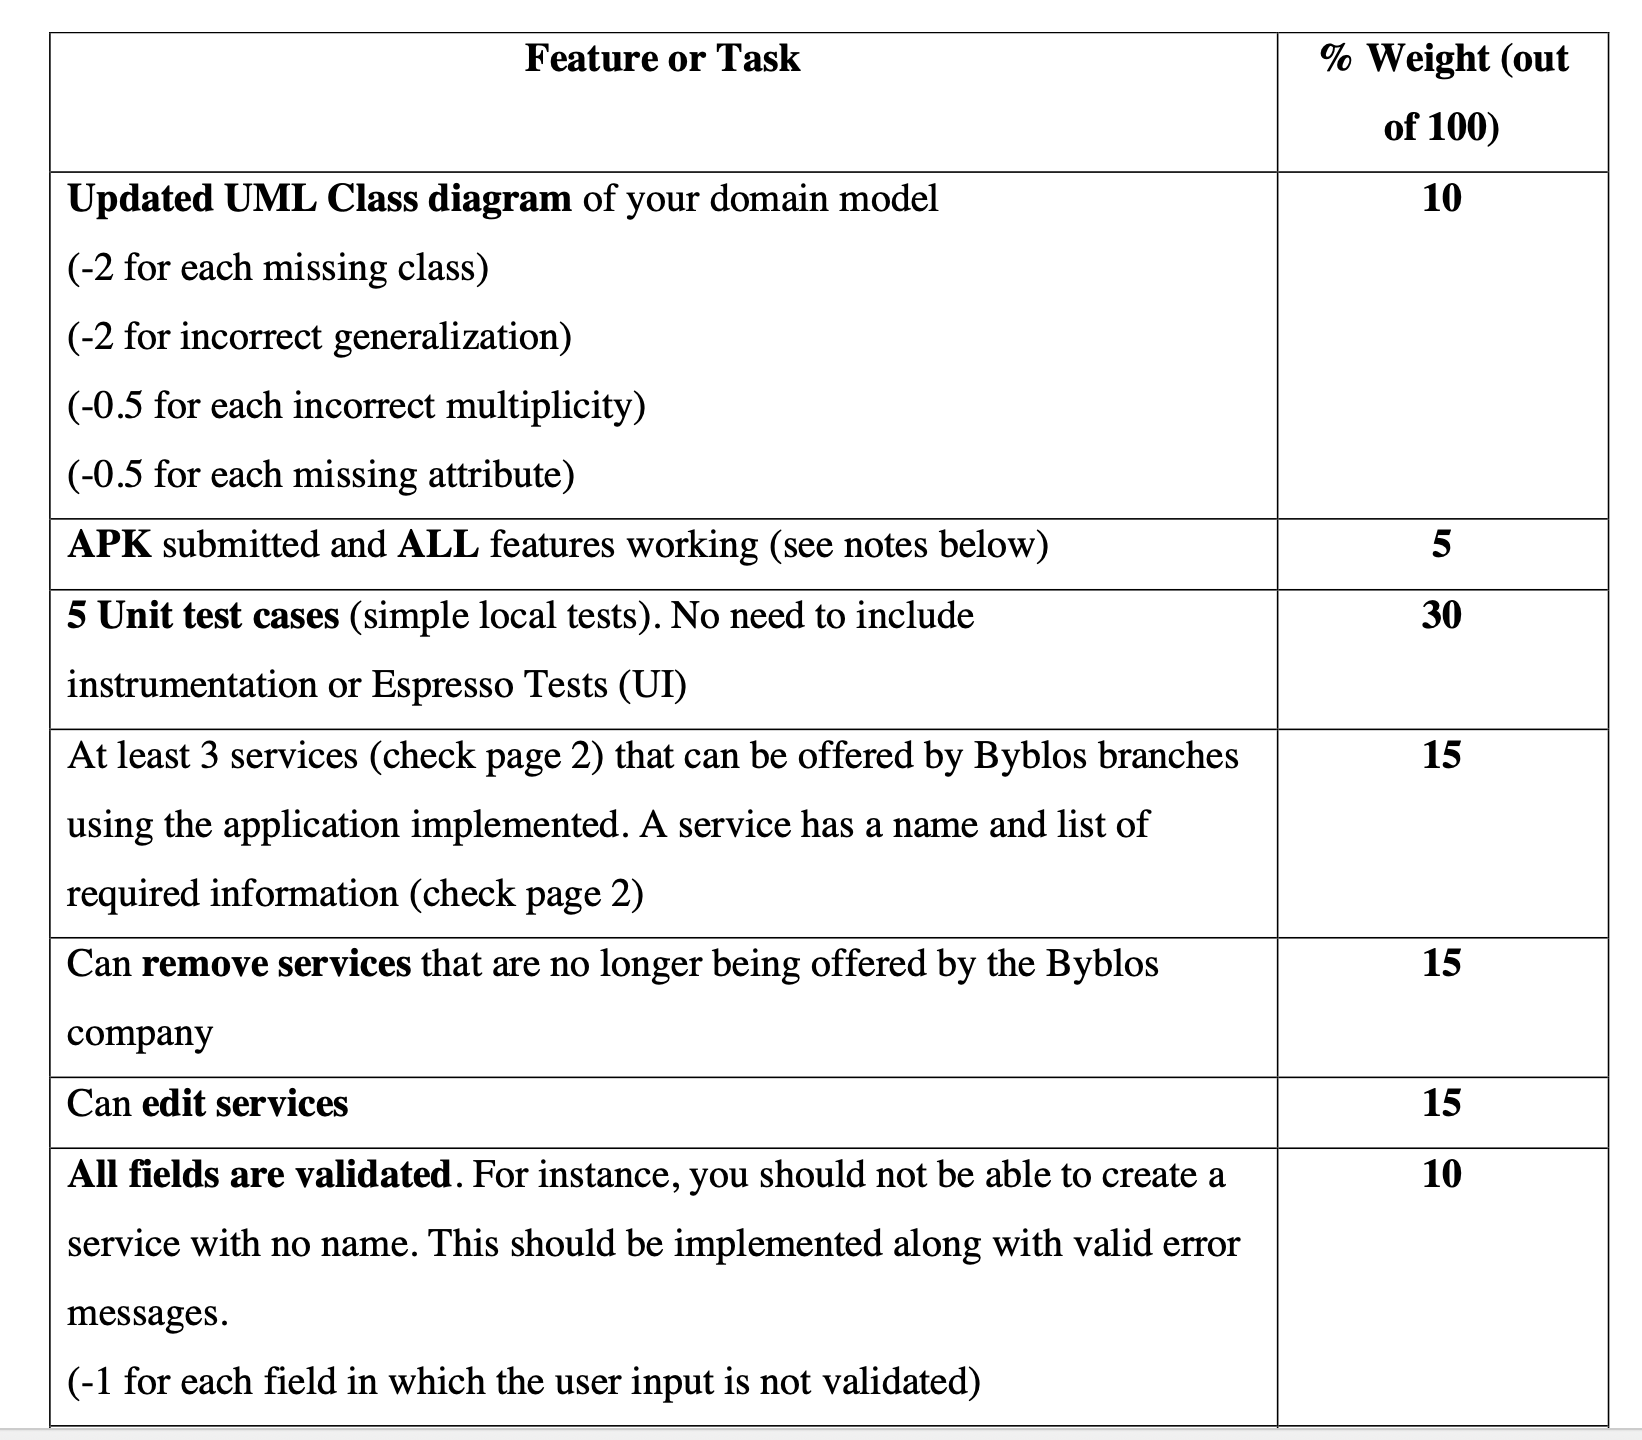 Feature or Task
% Weight (out
of 100)
Updated UML Class diagram of your domain model
10
(-2 for each missing class)
(-2 for incorrect generalization)
(-0.5 for each incorrect multiplicity)
(-0.5 for each missing attribute)
APK submitted and ALL features working (see notes below)
5
5 Unit test cases (simple local tests). No need to include
30
instrumentation or Espresso Tests (UI)
At least 3 services (check page 2) that can be offered by Byblos branches
15
using the application implemented. A service has a name and list of
required information (check page 2)
Can remove services that are no longer being offered by the Byblos
15
company
Can edit services
15
All fields are validated. For instance, you should not be able to create a
10
service with no name. This should be implemented along with valid error
messages.
(-1 for each field in which the user input is not validated)